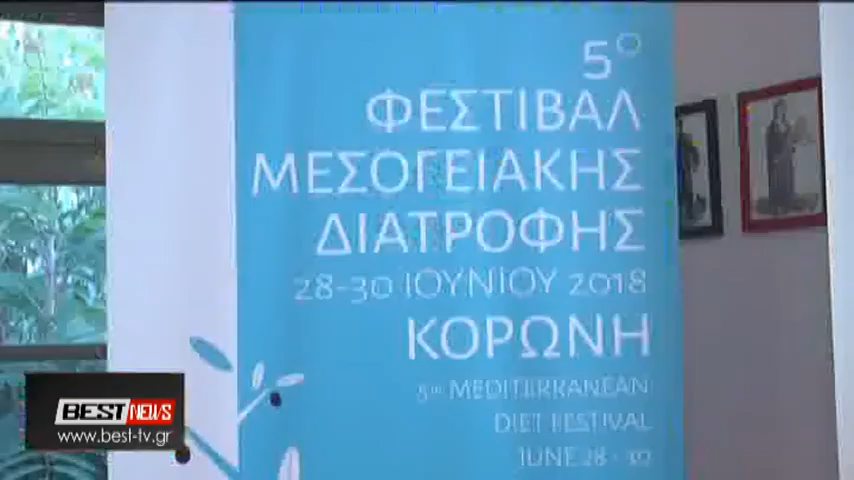 5ο
ΦΕΣΤΙΒΑΛ
ΜΕΣΟΓΕΙΑΚΗΣ
ΔΙΑΤΡΟΦΗΣ
28-30 ΙΟΥΝΙΟΥ 2018
ΚΟΡΩΝΗ
5TH MEDITERRANEAN
DIET FESTIVAL
JUNE 28 - 30
BEST NEWS
www.best-tv.gr